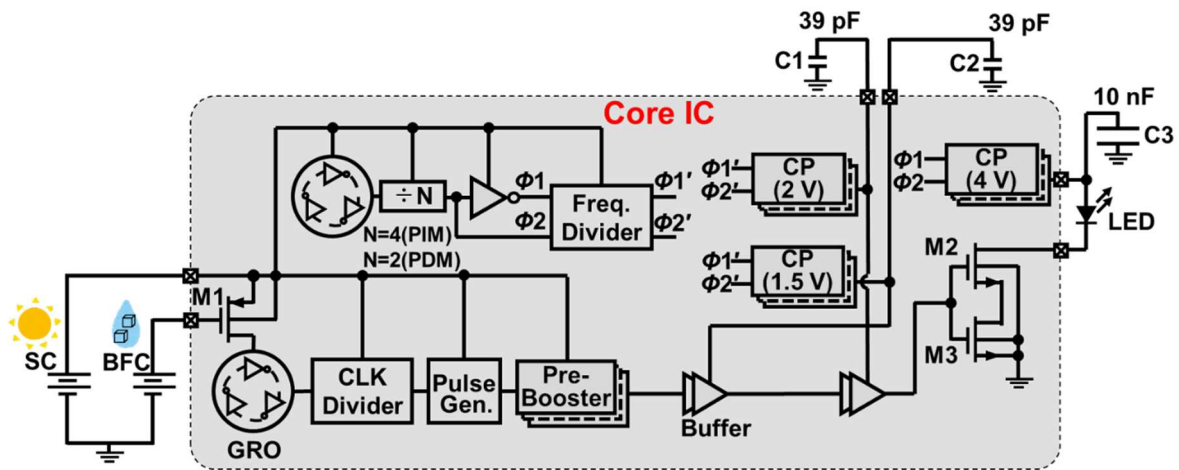 39 pF
39 pF
C1
C2
10 nF
C3
Core IC
Φ1
Φ2
÷ N
N=4(PIM)
N=2(PDM)
Freq.
Divider
Φ1′
Φ2′
Φ1′
Φ2′
CP
(2 V)
Φ1
Φ2
CP
(4 V)
LED
Φ1′
Φ2′
CP
(1.5 V)
M1
M2
M3
SC
BFC
GRO
CLK
Divider
Pulse
Gen.
Pre-
Booster
Buffer